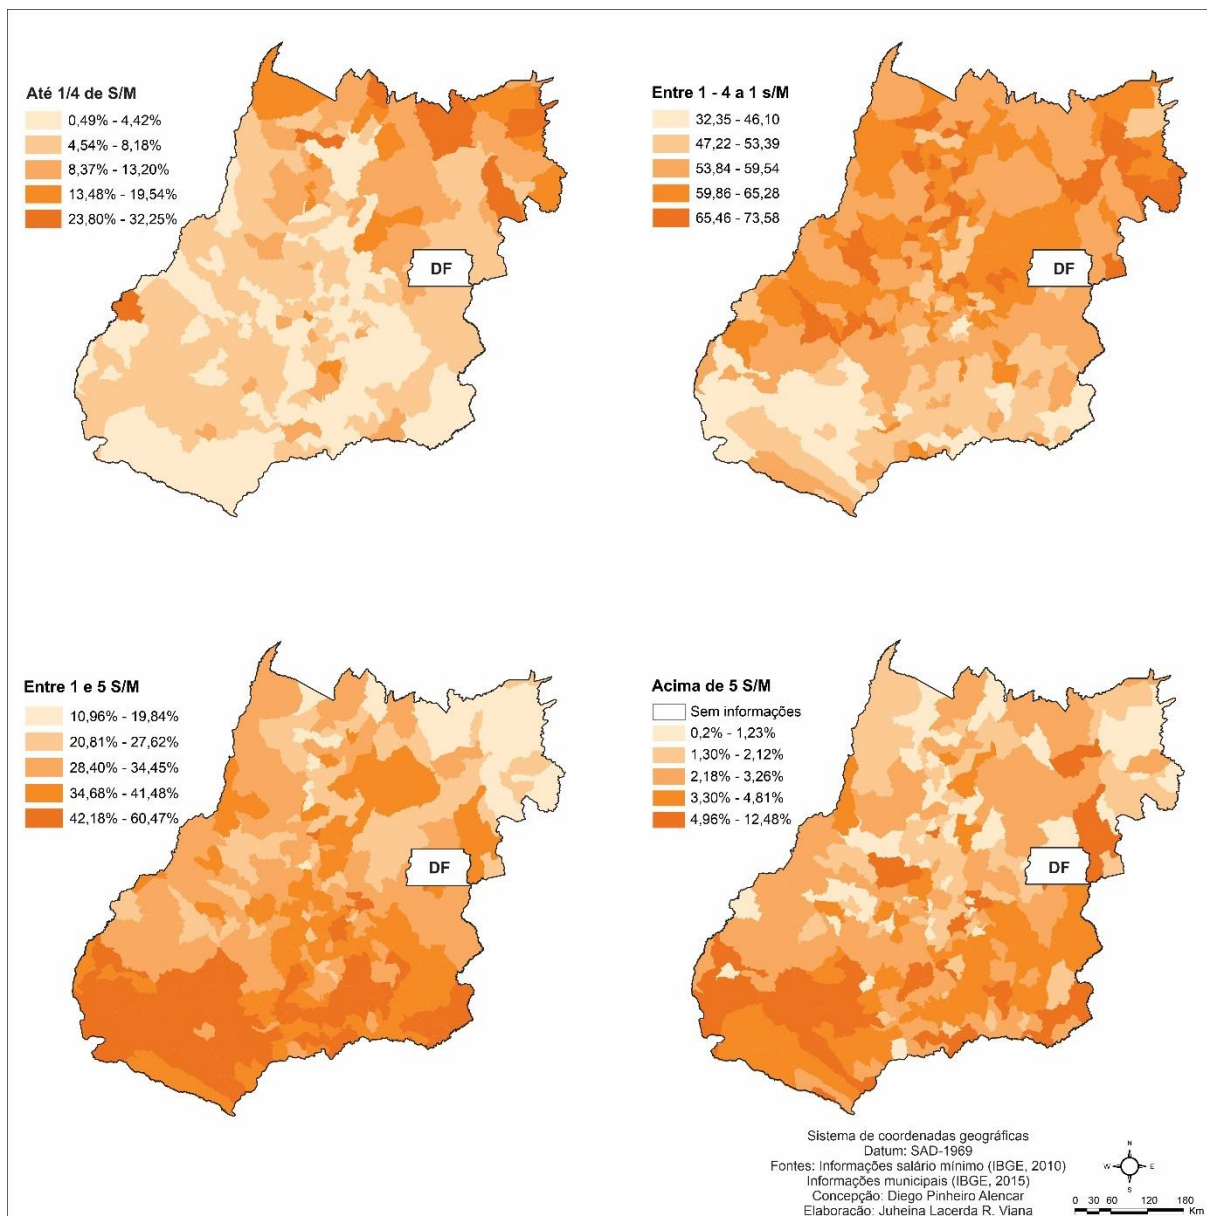 Até 1/4 de S/M
0,49% - 4,42%
4,54% - 8,18%
8,37% - 13,20%
13,48% - 19,54%
23,80% - 32,25%
DF
Entre 1 - 4 a 1 s/M
32,35 - 46,10
47,22 - 53,39
53,84 - 59,54
59,86 - 65,28
65,46 - 73,58
DF
Entre 1 e 5 S/M
10,96% - 19,84%
20,81% - 27,62%
28,40% - 34,45%
34,68% - 41,48%
42,18% - 60,47%
DF
Acima de 5 S/M
Sem informações
0,2% - 1,23%
1,30% - 2,12%
2,18% - 3,26%
3,30% - 4,81%
4,96% - 12,48%
DF
Sistema de coordenadas geográficas
Datum: SAD-1969
Fontes: Informações salário mínimo (IBGE, 2010)
Informações municipais (IBGE, 2015)
Concepção: Diego Pinheiro Alencar
Elaboração: Juheina Lacerda R. Viana
N
W E
S
0 30 60 120 180
Km